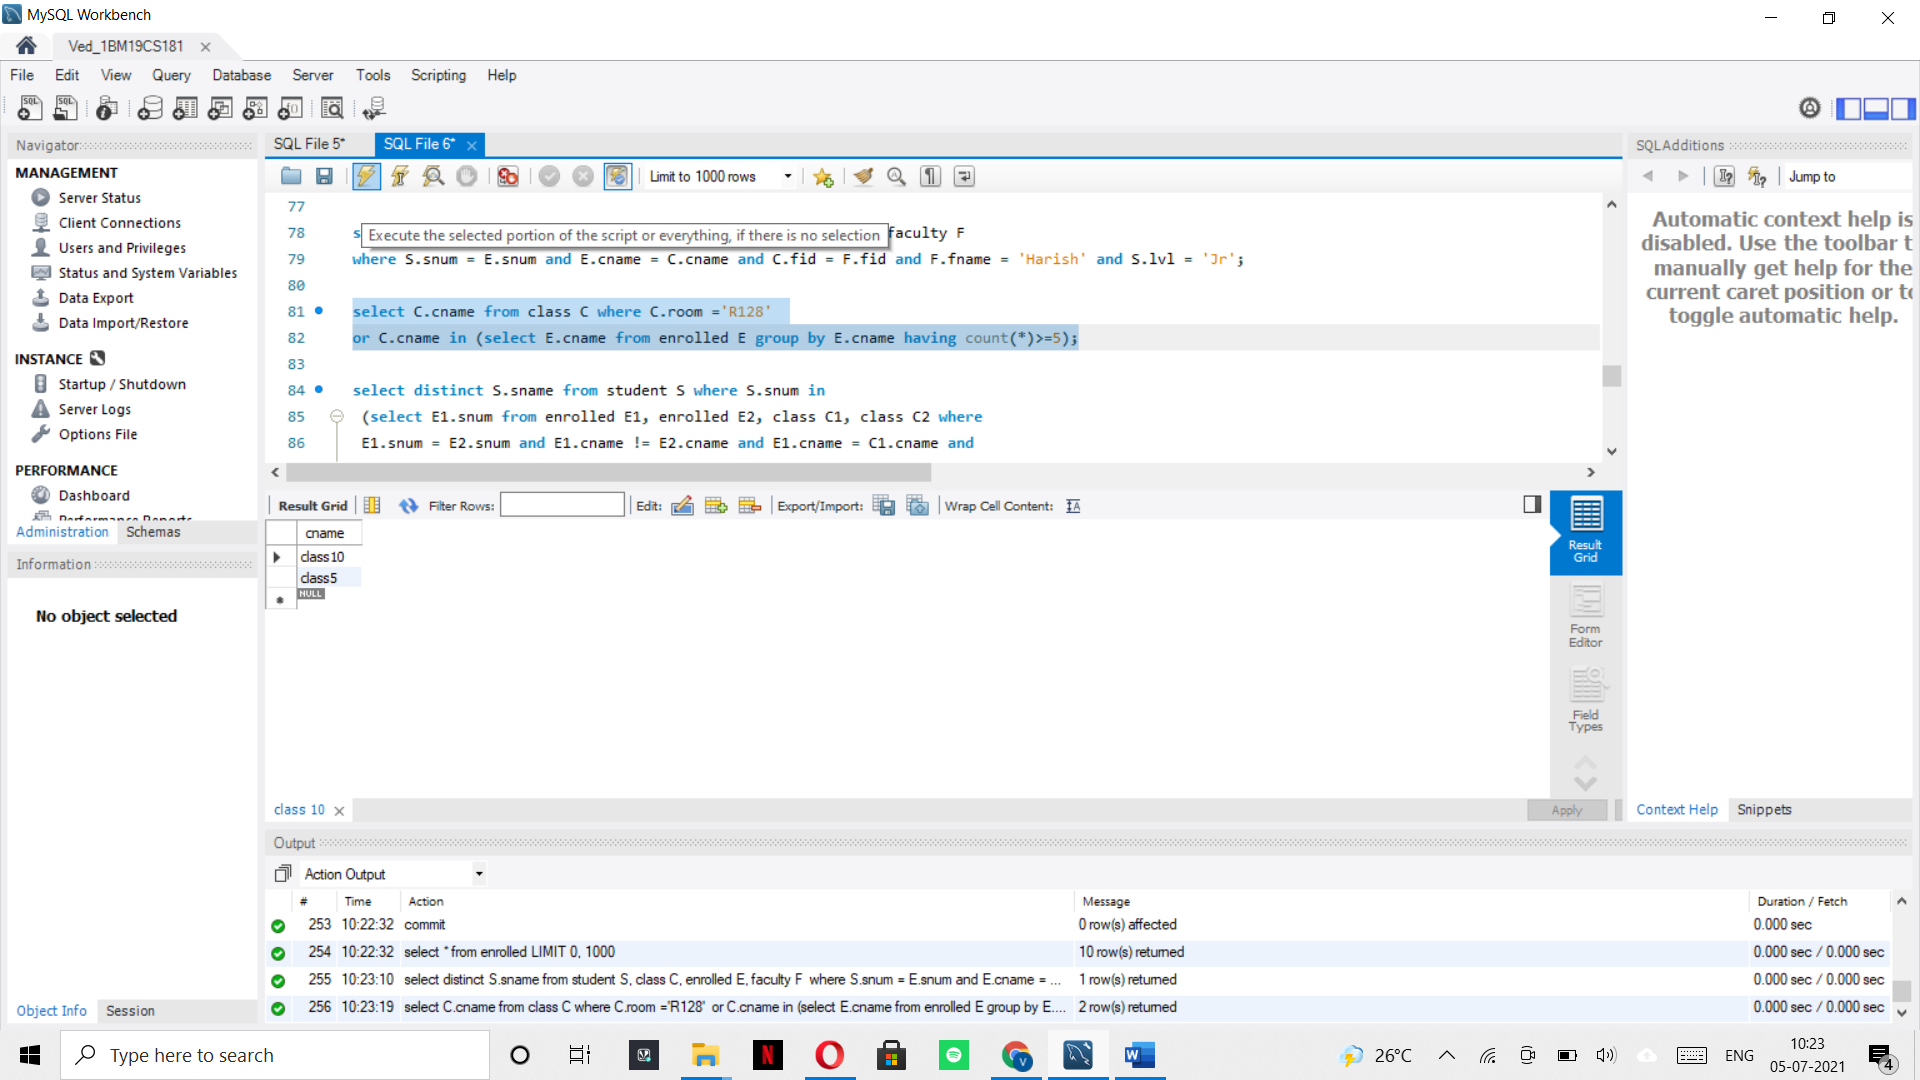 MySQL Workbench
Ved_1BM19CS181
File Edit View Query Database Server Tools Scripting Help
Navigator
MANAGEMENT
Server Status
Client Connections
Users and Privileges
Status and System Variables
Data Export
Data Import/Restore
INSTANCE
Startup / Shutdown
Server Logs
Options File
PERFORMANCE
Dashboard
Performance Reports
Administration Schemas
Information
No object selected
Object Info Session
SQL File 5* SQL File 6*
Limit to 1000 rows
77
78 s faculty F
Execute the selected portion of the script or everything, if there is no selection
79 where S.snum = E.snum and E.cname = C.cname and C.fid = F.fid and F.fname = 'Harish' and S.lvl = 'Jr';
80
81 select C.cname from class C where C.room ='R128'
82 or C.cname in (select E.cname from enrolled E group by E.cname having count(*)>=5);
83
84 select distinct S.sname from student S where S.snum in
85 (select E1.snum from enrolled E1, enrolled E2, class C1, class C2 where
86 E1.snum = E2.snum and E1.cname != E2.cname and E1.cname = C1.cname and
Result Grid Filter Rows: Edit: Export/Import: Wrap Cell Content:
cname
class10
class5
NULL
Result Grid
Form Editor
Field Types
class 10
Apply
SQLAdditions
Jump to
Automatic context help is
disabled. Use the toolbar t
manually get help for the
current caret position or to
toggle automatic help.
Context Help Snippets
Output
Action Output
# Time Action Message Duration / Fetch
253 10:22:32 commit 0 row(s) affected 0.000 sec
254 10:22:32 select * from enrolled LIMIT 0, 1000 10 row(s) returned 0.000 sec / 0.000 sec
255 10:23:10 select distinct S.sname from student S, class C, enrolled E, faculty F where S.snum = E.snum and E.cname = ... 1 row(s) returned 0.000 sec / 0.000 sec
256 10:23:19 select C.cname from class C where C.room ='R128' or C.cname in (select E.cname from enrolled E group by E.... 2 row(s) returned 0.000 sec / 0.000 sec
Type here to search
26°C
ENG
10:23
05-07-2021
4